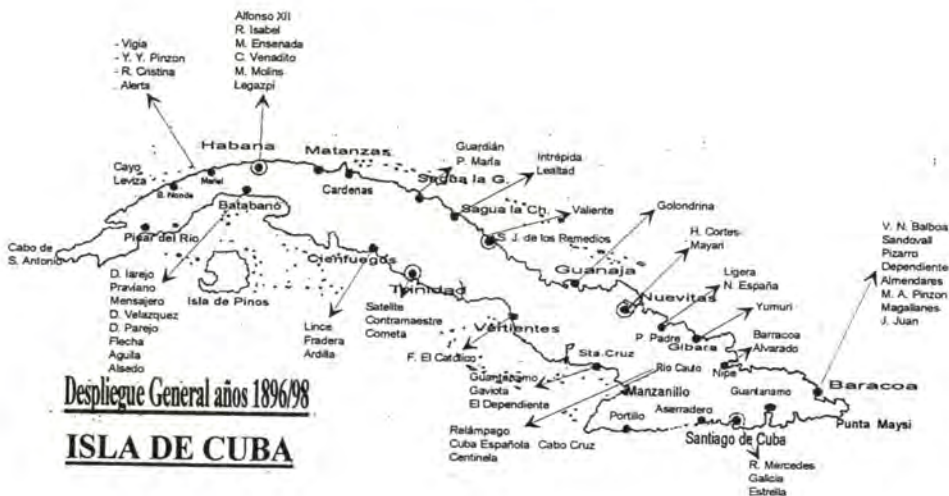 - Vigia
- Y. Y. Pinzon
- R. Cristina
- Alerta
Alfonso XII
R. Isabel
M. Ensenada
C. Venadito
M. Molins
Legazpi
Habana
Matanzas
Cayo
Leviza
B. Honda
Mariel
Batabanó
Cardenas
Guardián
P. María
Sagua la G.
Intrépida
Lealtad
Sagua la Ch.
Valiente
S. J. de los Remedios
Golondrina
Guanaja
H. Cortes-
Mayari
Nuevitas
Ligera
N. España
P. Padre
Gibara
Yumuri
Barracoa
Alvarado
Nipe
V. N. Balboa
Sandovall
Pizarro
Dependiente
Almendares
M. A. Pinzon
Magallanes
J. Juan
Baracoa
Punta Maysi
Cabo de
S. Antonio
Pinar del Río
Isla de Pinos
D. Iarejo
Praviano
Mensajero
D. Velazquez
D. Parejo
Flecha
Aguila
Alsedo
Cienfuegos
Lince
Fradera
Ardilla
Trinidad
Satelite
Contramaestre
Cometa
Vertientes
F. El Católico
Sta. Cruz
Guantanamo
Gaviota
El Dependiente
Río Cauto
Manzanillo
Relámpago
Cuba Española
Centinela
Cabo Cruz
Portillo
Aserradero
Guantanamo
Santiago de Cuba
R. Mercedes
Galicia
Estrella
Despliegue General años 1896/98
ISLA DE CUBA